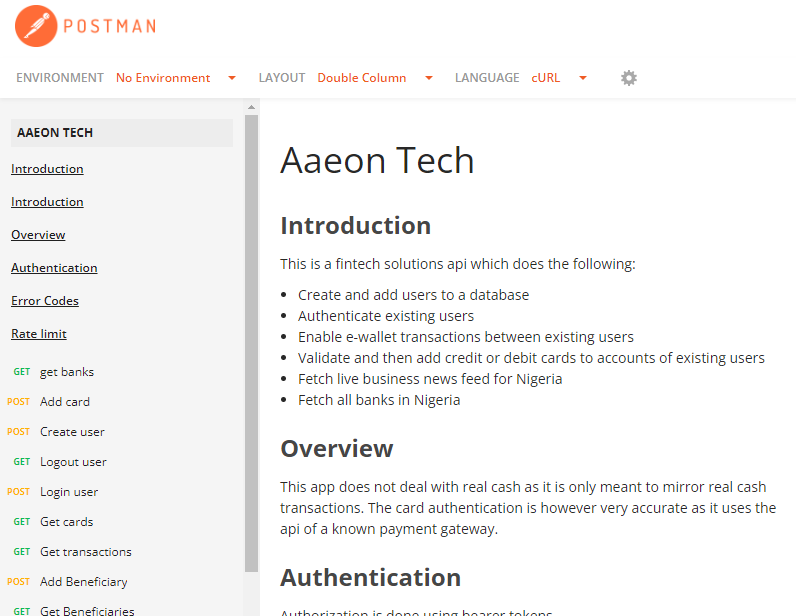 POSTMAN
ENVIRONMENT No Environment LAYOUT Double Column LANGUAGE cURL
AAEON TECH
Introduction
Introduction
Overview
Authentication
Error Codes
Rate limit
GET get banks
POST Add card
POST Create user
GET Logout user
POST Login user
GET Get cards
GET Get transactions
POST Add Beneficiary
GET Get Beneficiaries
Aaeon Tech
Introduction
This is a fintech solutions api which does the following:
Create and add users to a database
Authenticate existing users
Enable e-wallet transactions between existing users
Validate and then add credit or debit cards to accounts of existing users
Fetch live business news feed for Nigeria
Fetch all banks in Nigeria
Overview
This app does not deal with real cash as it is only meant to mirror real cash
transactions. The card authentication is however very accurate as it uses the
api of a known payment gateway.
Authentication
Authorization is done using bearer tokens